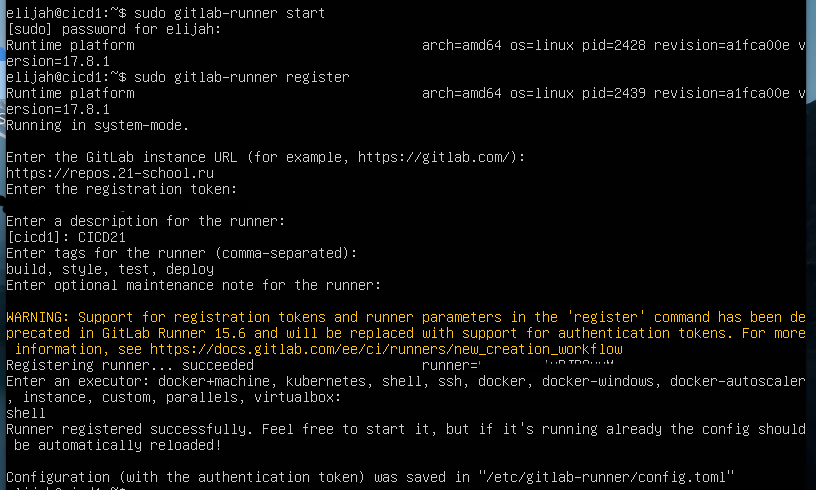 elijah@cicd1:~$ sudo gitlab-runner start
[sudo] password for elijah:
Runtime platform                                    arch=amd64 os=linux pid=2428 revision=a1fca00e v
ersion=17.8.1
elijah@cicd1:~$ sudo gitlab-runner register
Runtime platform                                    arch=amd64 os=linux pid=2439 revision=a1fca00e v
ersion=17.8.1
Running in system-mode.
Enter the GitLab instance URL (for example, https://gitlab.com/):
https://repos.21-school.ru
Enter the registration token:
Enter a description for the runner:
[cicd1]: CICD21
Enter tags for the runner (comma-separated):
build, style, test, deploy
Enter optional maintenance note for the runner:
WARNING: Support for registration tokens and runner parameters in the 'register' command has been de
precated in GitLab Runner 15.6 and will be replaced with support for authentication tokens. For more
 information, see https://docs.gitlab.com/ee/ci/runners/new_creation_workflow
Registering runner... succeeded                     runner=
Enter an executor: docker+machine, kubernetes, shell, ssh, docker, docker-windows, docker-autoscaler
, instance, custom, parallels, virtualbox:
shell
Runner registered successfully. Feel free to start it, but if it's running already the config should
 be automatically reloaded!
Configuration (with the authentication token) was saved in "/etc/gitlab-runner/config.toml"